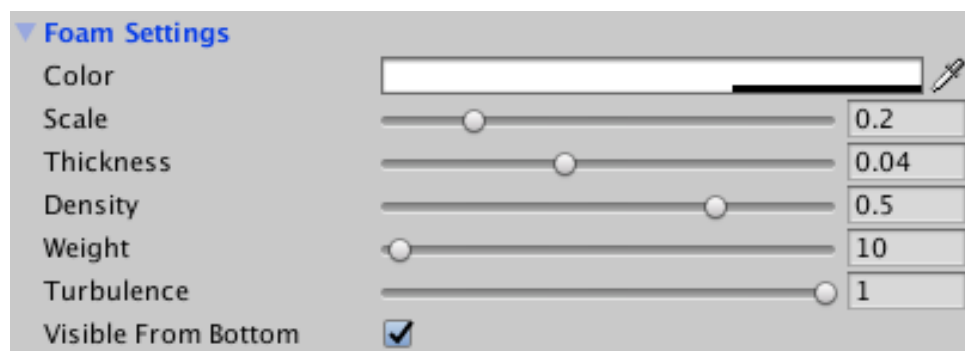 Foam Settings
Color
Scale 0.2
Thickness 0.04
Density 0.5
Weight 10
Turbulence 1
Visible From Bottom